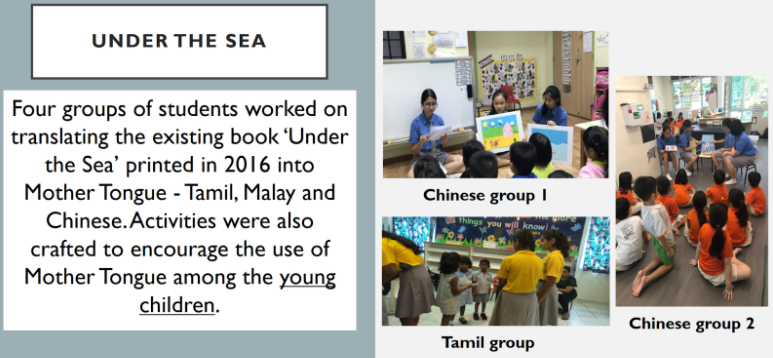 UNDER THE SEA
Four groups of students worked on
translating the existing book ‘Under
the Sea’ printed in 2016 into
Mother Tongue - Tamil, Malay and
Chinese. Activities were also
crafted to encourage the use of
Mother Tongue among the young
children.
Chinese group 1
things you will know!
Tamil group
Chinese group 2